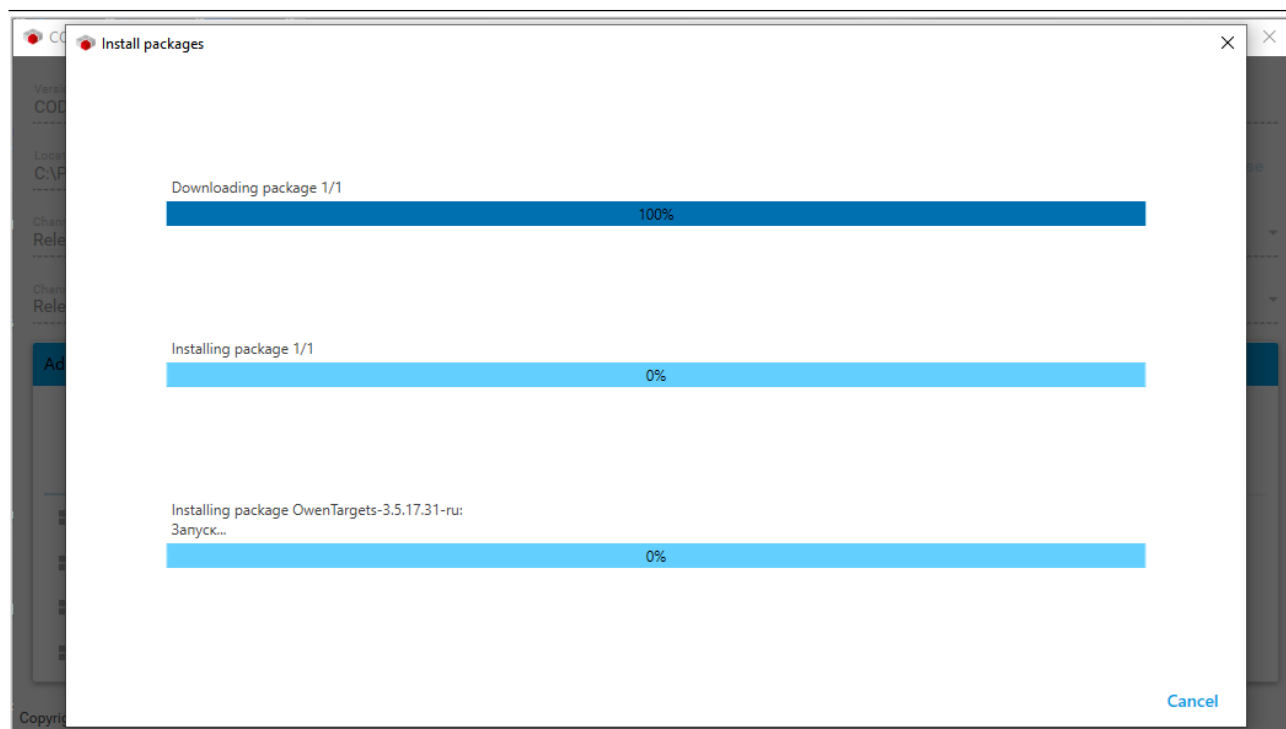 Install packages
Downloading package 1/1
100%
Installing package 1/1
0%
Installing package OwenTargets-3.5.17.31-ru:
Запуск...
0%
Cancel